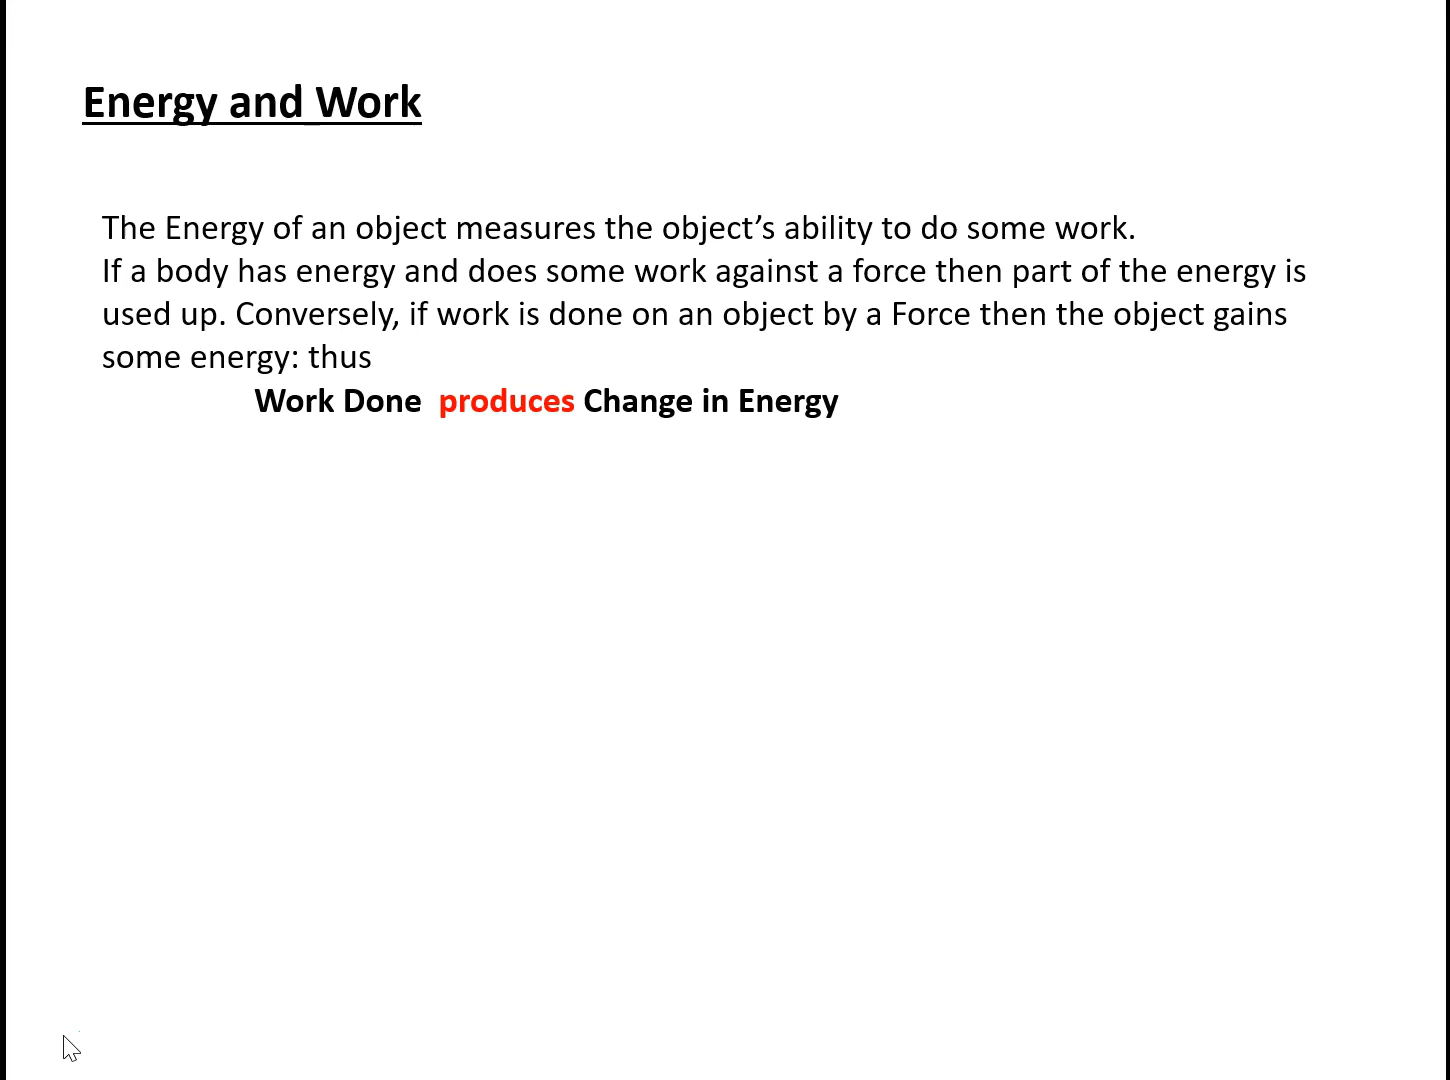 Energy and Work
The Energy of an object measures the object’s ability to do some work.
If a body has energy and does some work against a force then part of the energy is
used up. Conversely, if work is done on an object by a Force then the object gains
some energy: thus
Work Done produces Change in Energy